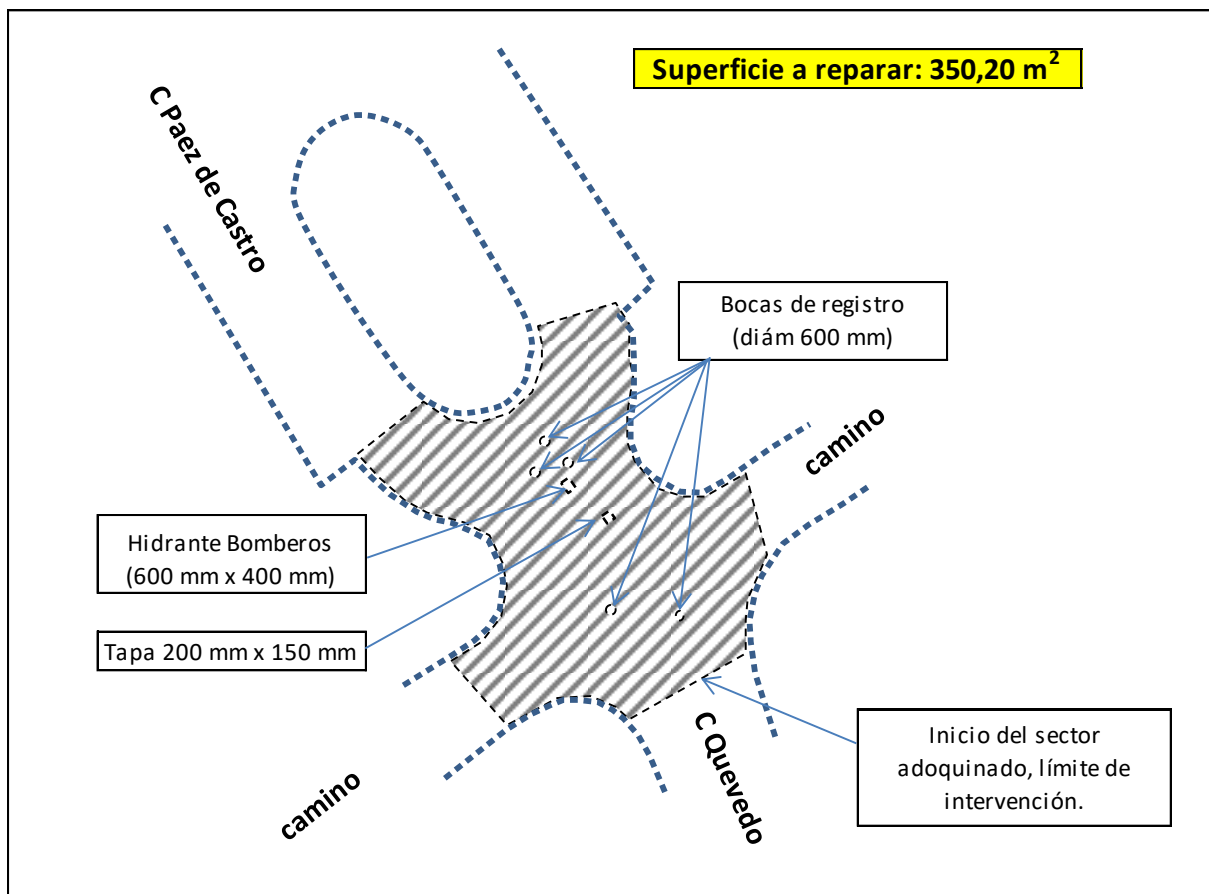 Superficie a reparar: 350,20 m²
C Paez de Castro
Bocas de registro
(diám 600 mm)
camino
Hidrante Bomberos
(600 mm x 400 mm)
Tapa 200 mm x 150 mm
C Quevedo
Inicio del sector
adoquinado, límite de
intervención.
camino